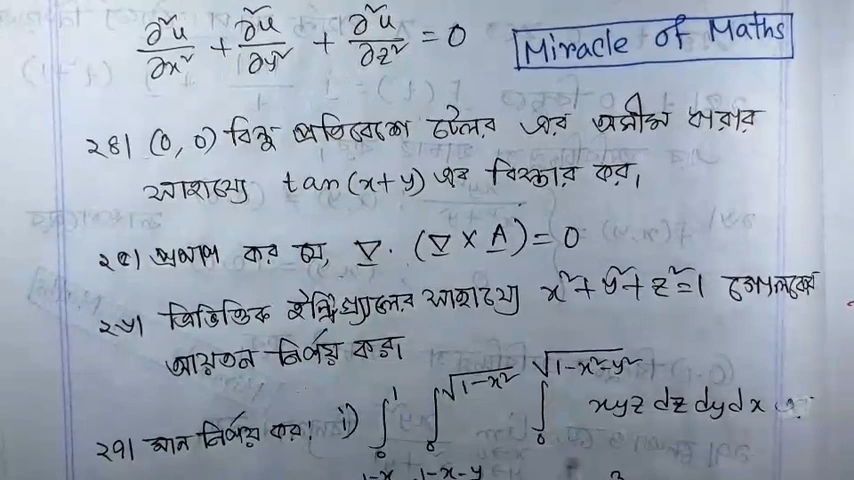 ∂²u/∂x² + ∂²u/∂y² + ∂²u/∂z² = 0
Miracle of Maths
২৪। (0, 0) বিন্দু প্রতিবেশে টেলর এর অসীম ধারার
সাহায্যে tan(x+y) এর বিস্তার কর।
২৫। প্রমাণ কর যে, ∇ · (∇ × A) = 0
২৬। ত্রিভিত্তিক ইন্টিগ্র্যালের সাহায্যে x²+y²+z²=1 গোলকের
আয়তন নির্ণয় কর।
২৭। মান নির্ণয় কর: i) ∫₀¹ ∫₀^√(1-x²) ∫₀^√(1-x²-y²) xyz dz dy dx
1-x 1-x-y